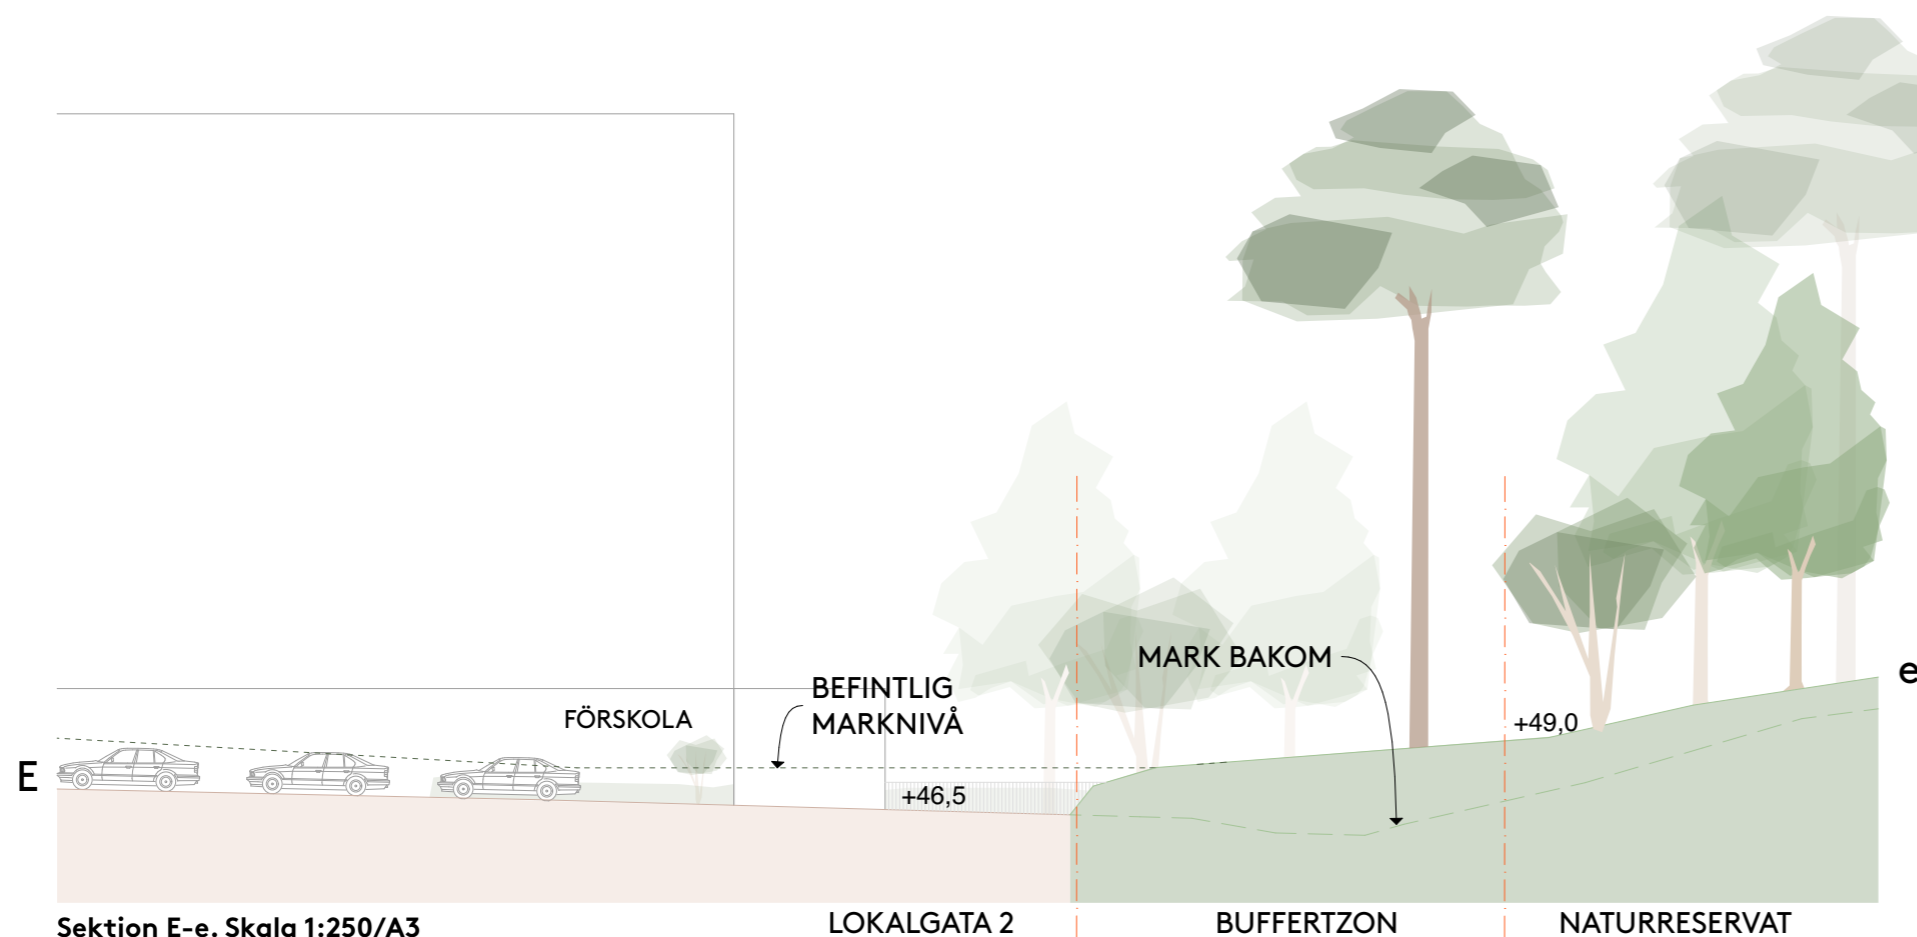 MARK BAKOM
BEFINTLIG
MARKNIVÅ
FÖRSKOLA
+49,0
E
e
+46,5
Sektion E-e. Skala 1:250/A3
LOKALGATA 2
BUFFERTZON
NATURRESERVAT